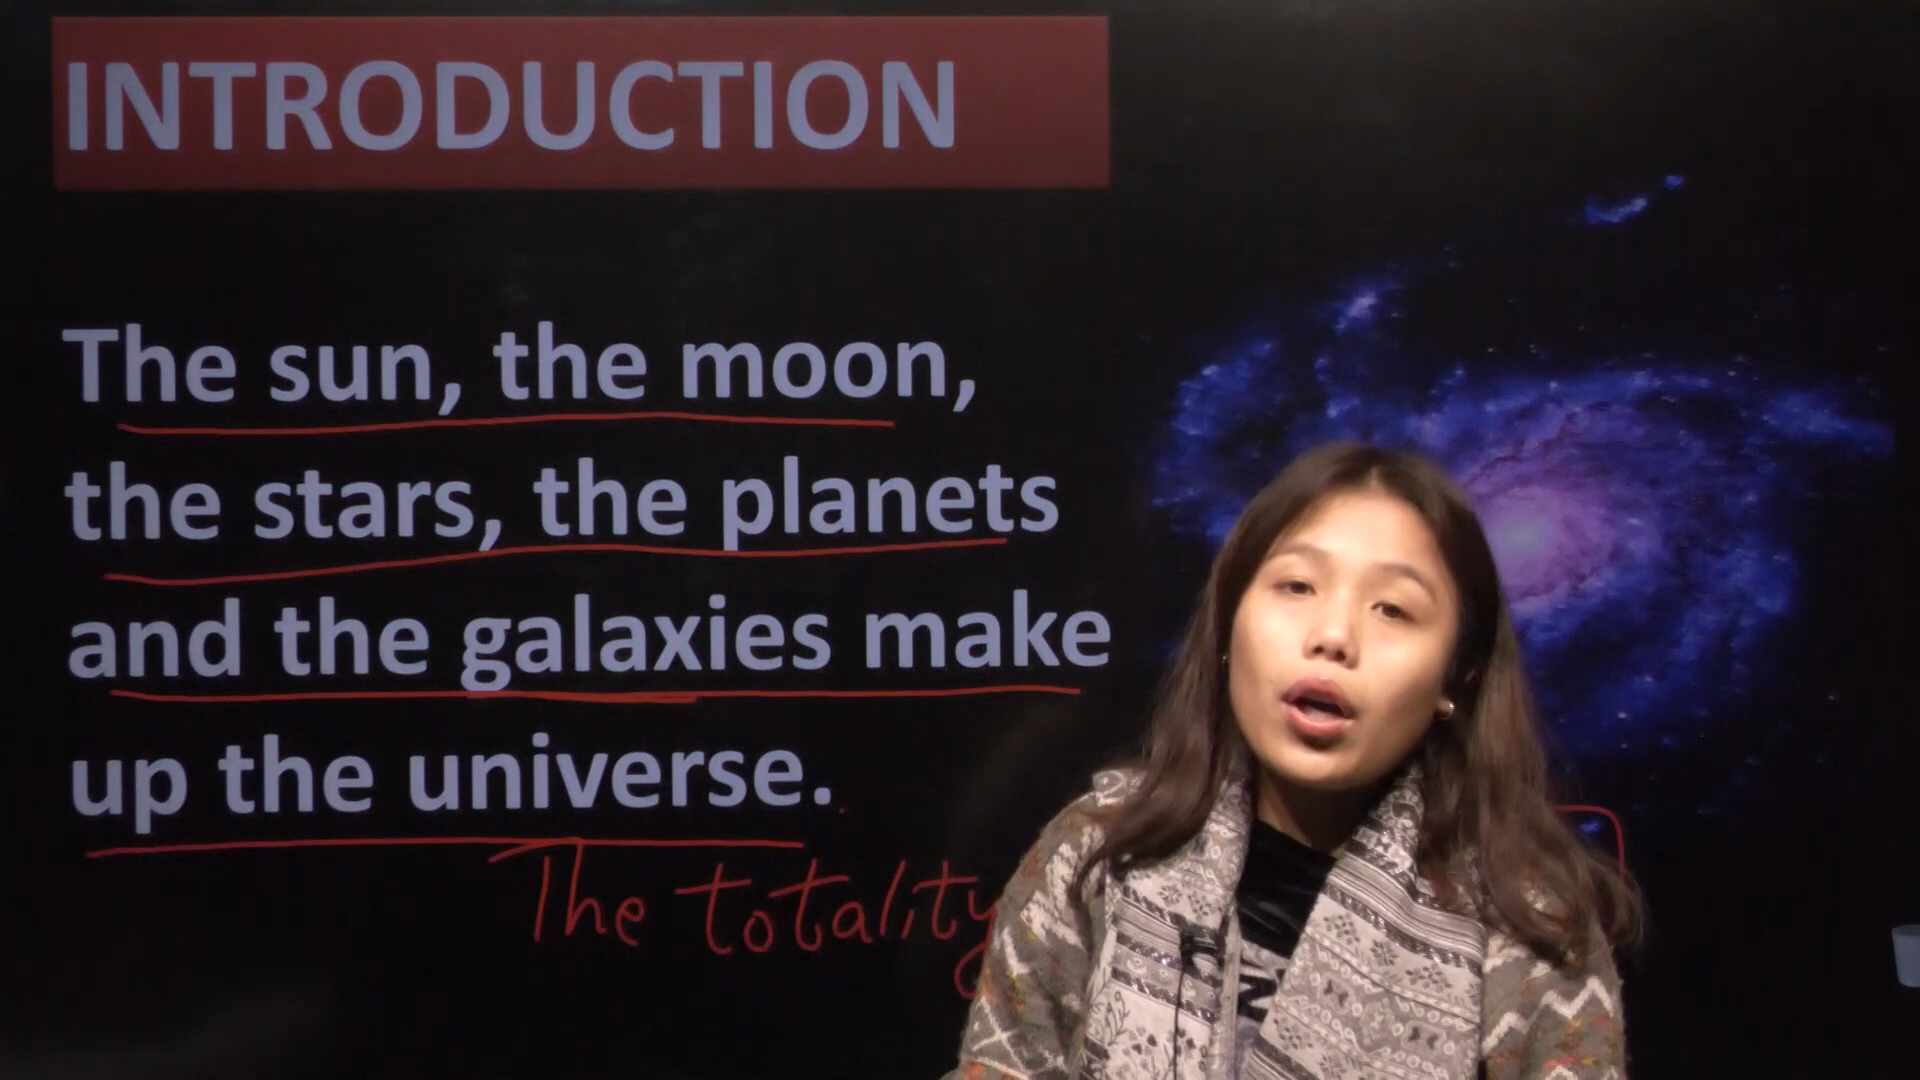 INTRODUCTION
The sun, the moon,
the stars, the planets
and the galaxies make
up the universe.
The totality